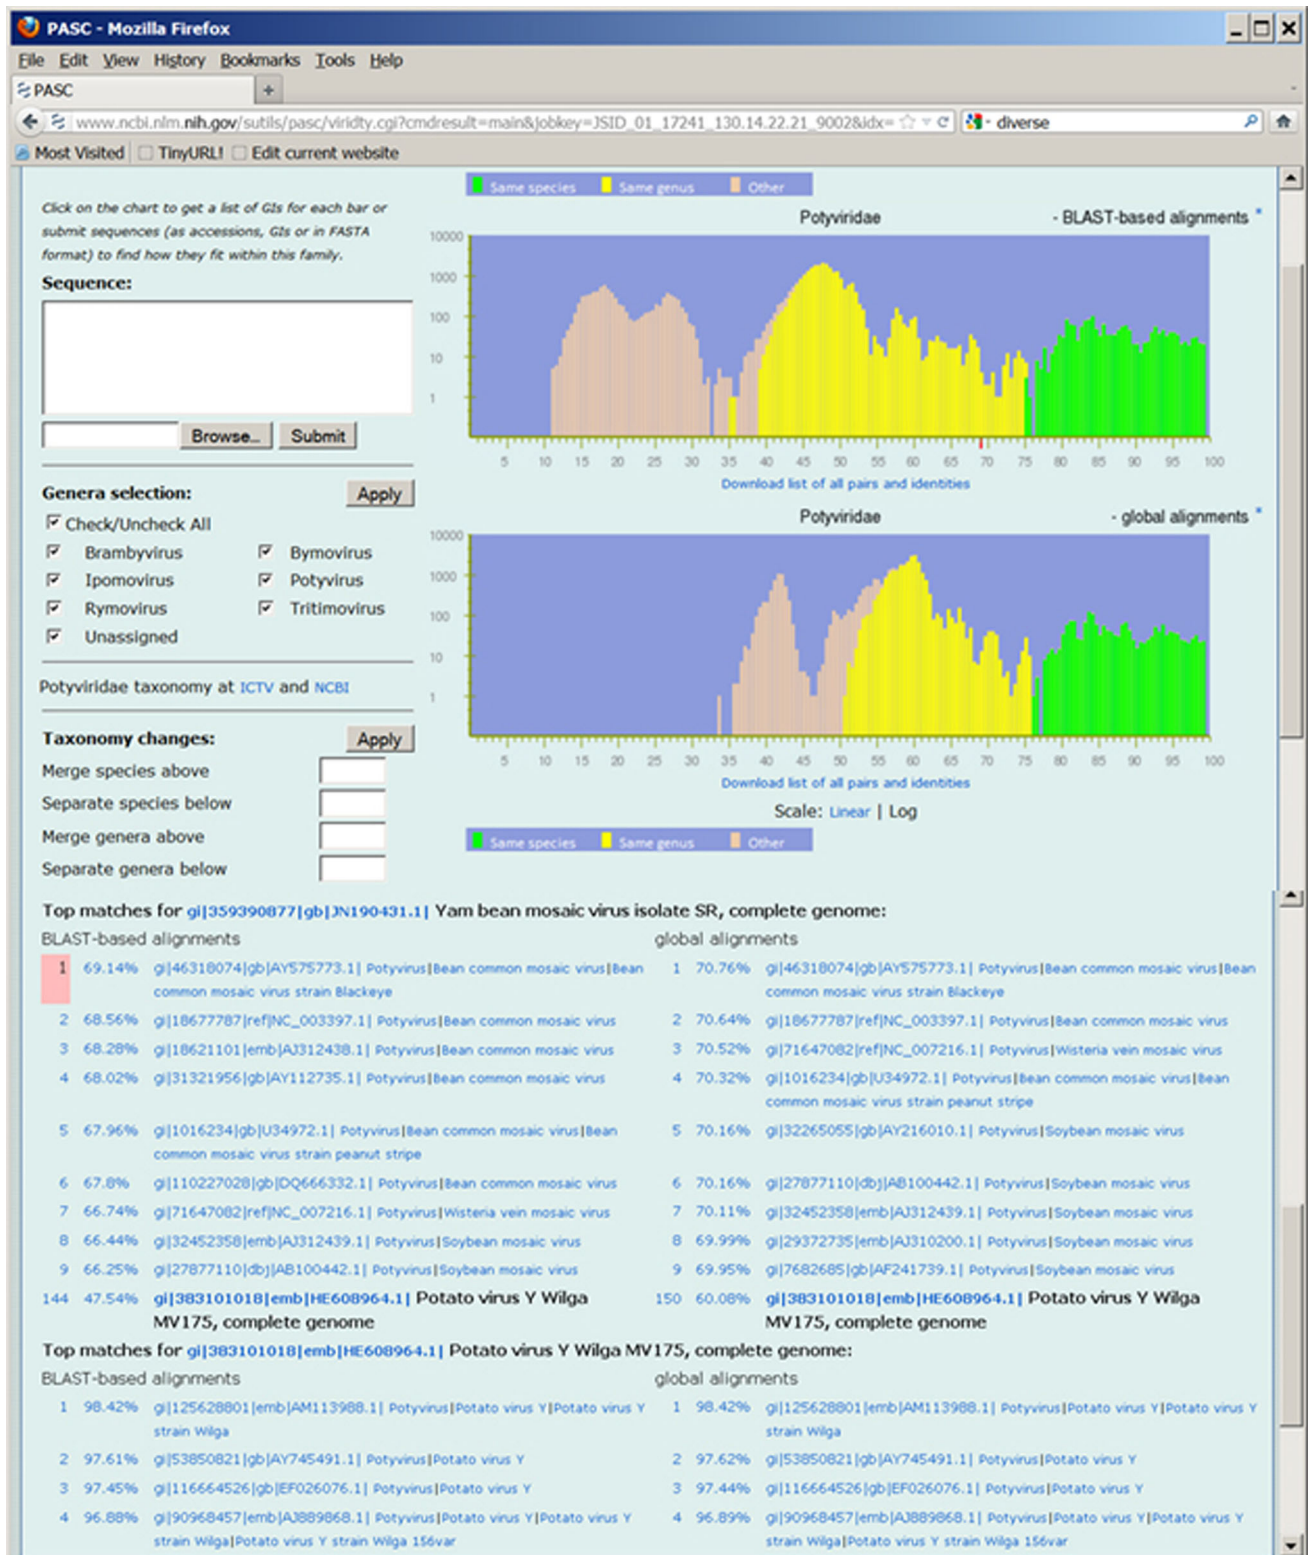 PASC - Mozilla Firefox
File Edit View History Bookmarks Tools Help
PASC +
www.ncbi.nlm.nih.gov/sutils/pasc/viridty.cgi?cmdresult=main&jobkey=JSID_01_17241_130.14.22.21_9002&idx= diverse
Most Visited TinyURL! Edit current website
Same species Same genus Other
Click on the chart to get a list of GIs for each bar or
submit sequences (as accessions, GIs or in FASTA
format) to find how they fit within this family.
Sequence:
Browse... Submit
Potyviridae - BLAST-based alignments *
10000
1000
100
10
1
5 10 15 20 25 30 35 40 45 50 55 60 65 70 75 80 85 90 95 100
Download list of all pairs and identities
Genera selection: Apply
Check/Uncheck All
Brambyvirus Bymovirus
Ipomovirus Potyvirus
Rymovirus Tritimovirus
Unassigned
Potyviridae taxonomy at ICTV and NCBI
Taxonomy changes: Apply
Merge species above
Separate species below
Merge genera above
Separate genera below
Potyviridae - global alignments *
10000
1000
100
10
1
5 10 15 20 25 30 35 40 45 50 55 60 65 70 75 80 85 90 95 100
Download list of all pairs and identities
Scale: Linear | Log
Same species Same genus Other
Top matches for gi|359390877|gb|JN190431.1| Yam bean mosaic virus isolate SR, complete genome:
BLAST-based alignments
1 69.14% gi|46318074|gb|AY575773.1| Potyvirus|Bean common mosaic virus|Bean
common mosaic virus strain Blackeye
2 68.56% gi|18677787|ref|NC_003397.1| Potyvirus|Bean common mosaic virus
3 68.28% gi|18621101|emb|AJ312438.1| Potyvirus|Bean common mosaic virus
4 68.02% gi|31321956|gb|AY112735.1| Potyvirus|Bean common mosaic virus
5 67.96% gi|1016234|gb|U34972.1| Potyvirus|Bean common mosaic virus|Bean
common mosaic virus strain peanut stripe
6 67.8% gi|110227028|gb|DQ666332.1| Potyvirus|Bean common mosaic virus
7 66.74% gi|71647082|ref|NC_007216.1| Potyvirus|Wisteria vein mosaic virus
8 66.44% gi|32452358|emb|AJ312439.1| Potyvirus|Soybean mosaic virus
9 66.25% gi|27877110|dbj|AB100442.1| Potyvirus|Soybean mosaic virus
144 47.54% gi|383101018|emb|HE608964.1| Potato virus Y Wilga
MV175, complete genome
global alignments
1 70.76% gi|46318074|gb|AY575773.1| Potyvirus|Bean common mosaic virus|Bean
common mosaic virus strain Blackeye
2 70.64% gi|18677787|ref|NC_003397.1| Potyvirus|Bean common mosaic virus
3 70.52% gi|71647082|ref|NC_007216.1| Potyvirus|Wisteria vein mosaic virus
4 70.32% gi|1016234|gb|U34972.1| Potyvirus|Bean common mosaic virus|Bean
common mosaic virus strain peanut stripe
5 70.16% gi|32265055|gb|AY216010.1| Potyvirus|Soybean mosaic virus
6 70.16% gi|27877110|dbj|AB100442.1| Potyvirus|Soybean mosaic virus
7 70.11% gi|32452358|emb|AJ312439.1| Potyvirus|Soybean mosaic virus
8 69.99% gi|29372735|emb|AJ310200.1| Potyvirus|Soybean mosaic virus
9 69.95% gi|7682685|gb|AF241739.1| Potyvirus|Soybean mosaic virus
150 60.08% gi|383101018|emb|HE608964.1| Potato virus Y Wilga
MV175, complete genome
Top matches for gi|383101018|emb|HE608964.1| Potato virus Y Wilga MV175, complete genome:
BLAST-based alignments
1 98.42% gi|125628801|emb|AM113988.1| Potyvirus|Potato virus Y|Potato virus Y
strain Wilga
2 97.61% gi|53850821|gb|AY745491.1| Potyvirus|Potato virus Y
3 97.45% gi|116664526|gb|EF026076.1| Potyvirus|Potato virus Y
4 96.88% gi|90968457|emb|AJ889868.1| Potyvirus|Potato virus Y|Potato virus Y
strain Wilga|Potato virus Y strain Wilga 156var
global alignments
1 98.42% gi|125628801|emb|AM113988.1| Potyvirus|Potato virus Y|Potato virus Y
strain Wilga
2 97.62% gi|53850821|gb|AY745491.1| Potyvirus|Potato virus Y
3 97.44% gi|116664526|gb|EF026076.1| Potyvirus|Potato virus Y
4 96.89% gi|90968457|emb|AJ889868.1| Potyvirus|Potato virus Y|Potato virus Y
strain Wilga|Potato virus Y strain Wilga 156var